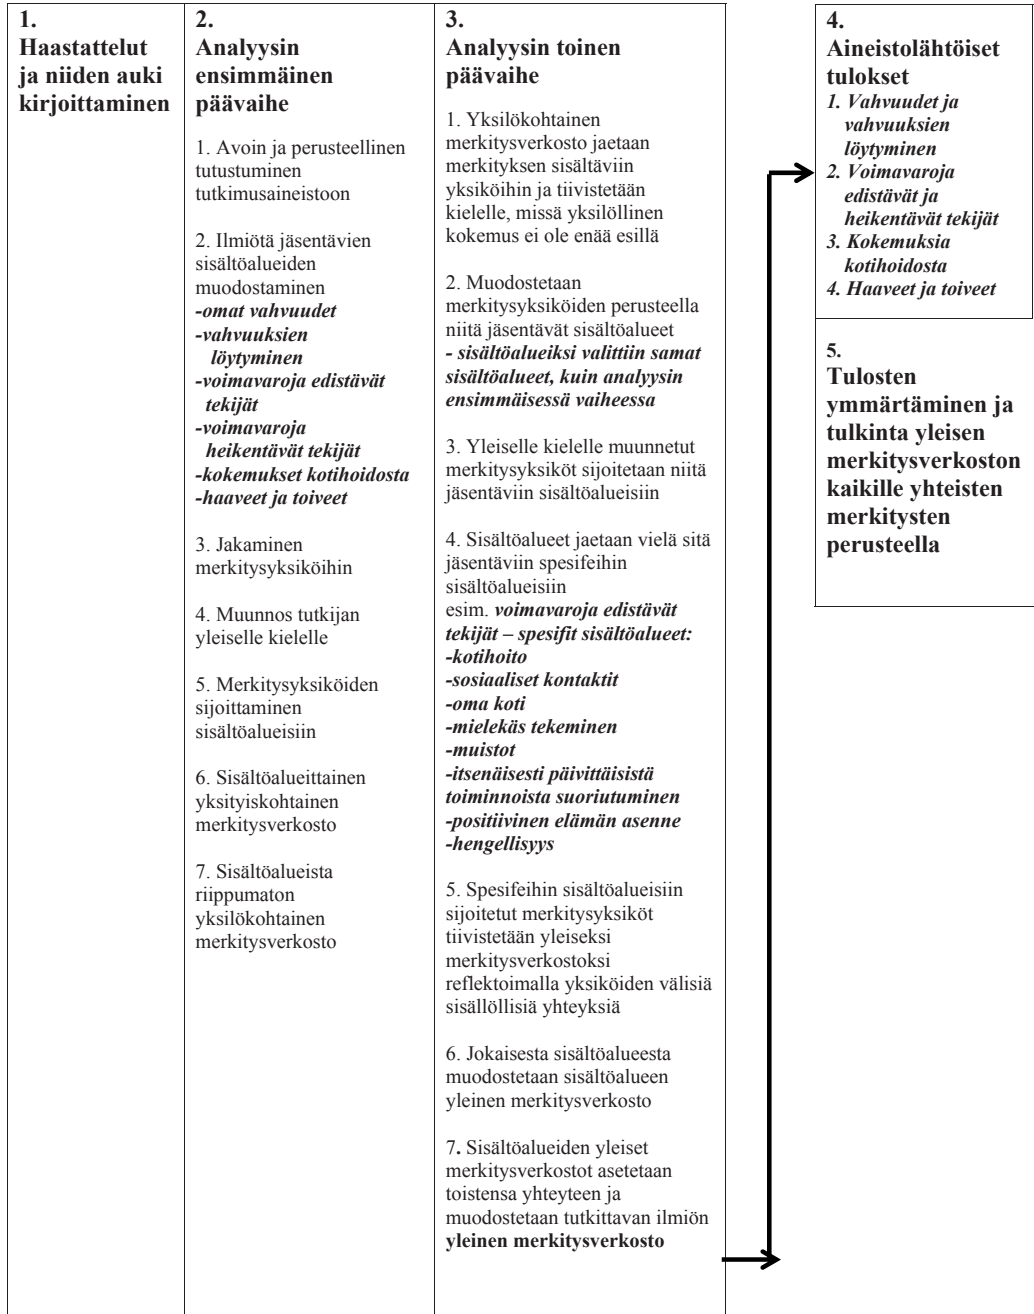 1.
Haastattelut
ja niiden auki
kirjoittaminen
2.
Analyysin
ensimmäinen
päävaihe
1. Avoin ja perusteellinen
tutustuminen
tutkimusaineistoon
2. Ilmiötä jäsentävien
sisältöalueiden
muodostaminen
-omat vahvuudet
-vahvuuksien
löytyminen
-voimavaroja edistävät
tekijät
-voimavaroja
heikentävät tekijät
-kokemukset kotihoidosta
-haaveet ja toiveet
3. Jakaminen
merkitysyksiköihin
4. Muunnos tutkijan
yleiselle kielelle
5. Merkitysyksiköiden
sijoittaminen
sisältöalueisiin
6. Sisältöalueittainen
yksityiskohtainen
merkitysverkosto
7. Sisältöalueista
riippumaton
yksilökohtainen
merkitysverkosto
3.
Analyysin toinen
päävaihe
1. Yksilökohtainen
merkitysverkosto jaetaan
merkityksen sisältäviin
yksiköihin ja tiivistetään
kielelle, missä yksilöllinen
kokemus ei ole enää esillä
2. Muodostetaan
merkitysyksiköiden perusteella
niitä jäsentävät sisältöalueet
- sisältöalueiksi valittiin samat
sisältöalueet, kuin analyysin
ensimmäisessä vaiheessa
3. Yleiselle kielelle muunnetut
merkitysyksiköt sijoitetaan niitä
jäsentäviin sisältöalueisiin
4. Sisältöalueet jaetaan vielä sitä
jäsentäviin spesifeihin
sisältöalueisiin
esim. voimavaroja edistävät
tekijät – spesifit sisältöalueet:
-kotihoito
-sosiaaliset kontaktit
-oma koti
-mielekäs tekeminen
-muistot
-itsenäisesti päivittäisistä
toiminnoista suoriutuminen
-positiivinen elämän asenne
-hengellisyys
5. Spesifeihin sisältöalueisiin
sijoitetut merkitysyksiköt
tiivistetään yleiseksi
merkitysverkostoksi
reflektoimalla yksiköiden välisiä
sisällöllisiä yhteyksiä
6. Jokaisesta sisältöalueesta
muodostetaan sisältöalueen
yleinen merkitysverkosto
7. Sisältöalueiden yleiset
merkitysverkostot asetetaan
toistensa yhteyteen ja
muodostetaan tutkittavan ilmiön
yleinen merkitysverkosto
4.
Aineistolähtöiset
tulokset
1. Vahvuudet ja
vahvuuksien
löytyminen
2. Voimavaroja
edistävät ja
heikentävät tekijät
3. Kokemuksia
kotihoidosta
4. Haaveet ja toiveet
5.
Tulosten
ymmärtäminen ja
tulkinta yleisen
merkitysverkoston
kaikille yhteisten
merkitysten
perusteella